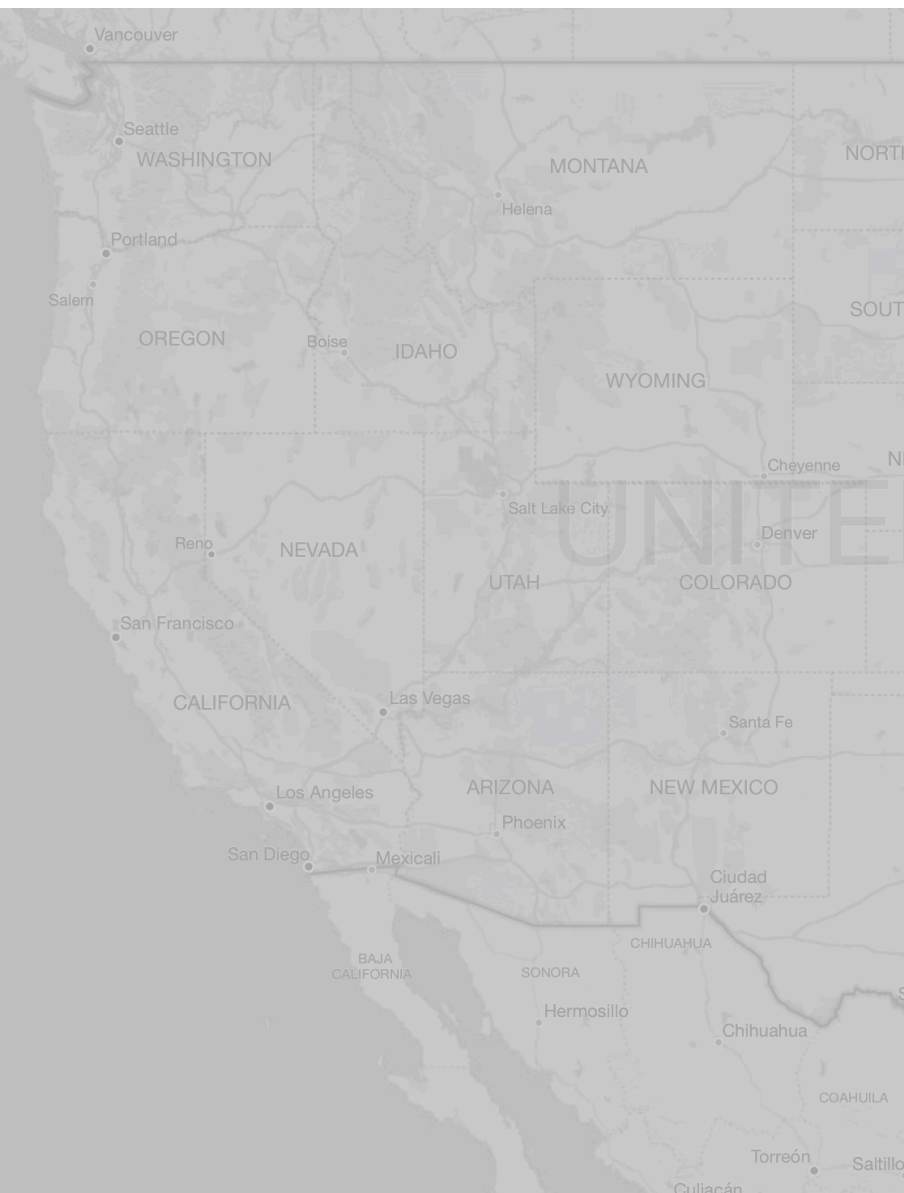 Vancouver
Seattle
WASHINGTON
MONTANA
NORT
Helena
Portland
Salem
OREGON
Boise
IDAHO
SOUT
WYOMING
Cheyenne
N
Salt Lake City
UNITE
Reno
NEVADA
Denver
UTAH
COLORADO
San Francisco
CALIFORNIA
Las Vegas
Santa Fe
Los Angeles
ARIZONA
NEW MEXICO
Phoenix
San Diego
Mexicali
Ciudad
Juárez
CHIHUAHUA
BAJA
CALIFORNIA
SONORA
Hermosillo
Chihuahua
COAHUILA
Torreón
Saltillo
Culiacán